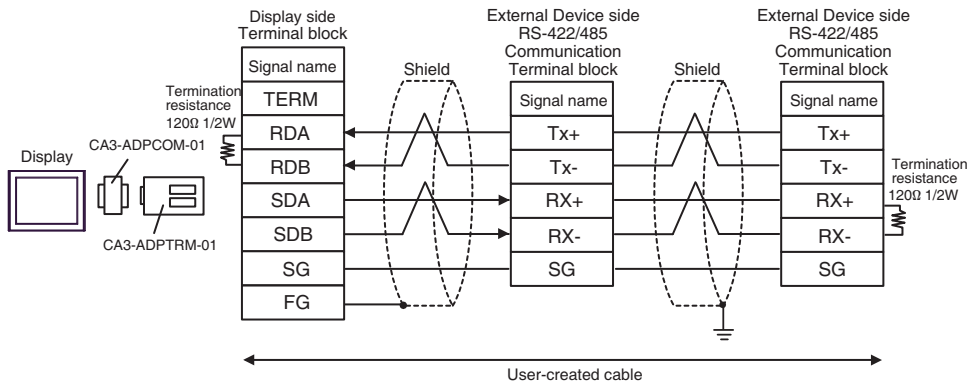 Display side
Terminal block
Signal name
TERM
RDA
RDB
SDA
SDB
SG
FG
Termination
resistance
120Ω 1/2W
Display
CA3-ADPCOM-01
CA3-ADPTRM-01
Shield
External Device side
RS-422/485
Communication
Terminal block
Signal name
Tx+
Tx-
RX+
RX-
SG
Shield
External Device side
RS-422/485
Communication
Terminal block
Signal name
Tx+
Tx-
RX+
RX-
SG
Termination
resistance
120Ω 1/2W
User-created cable